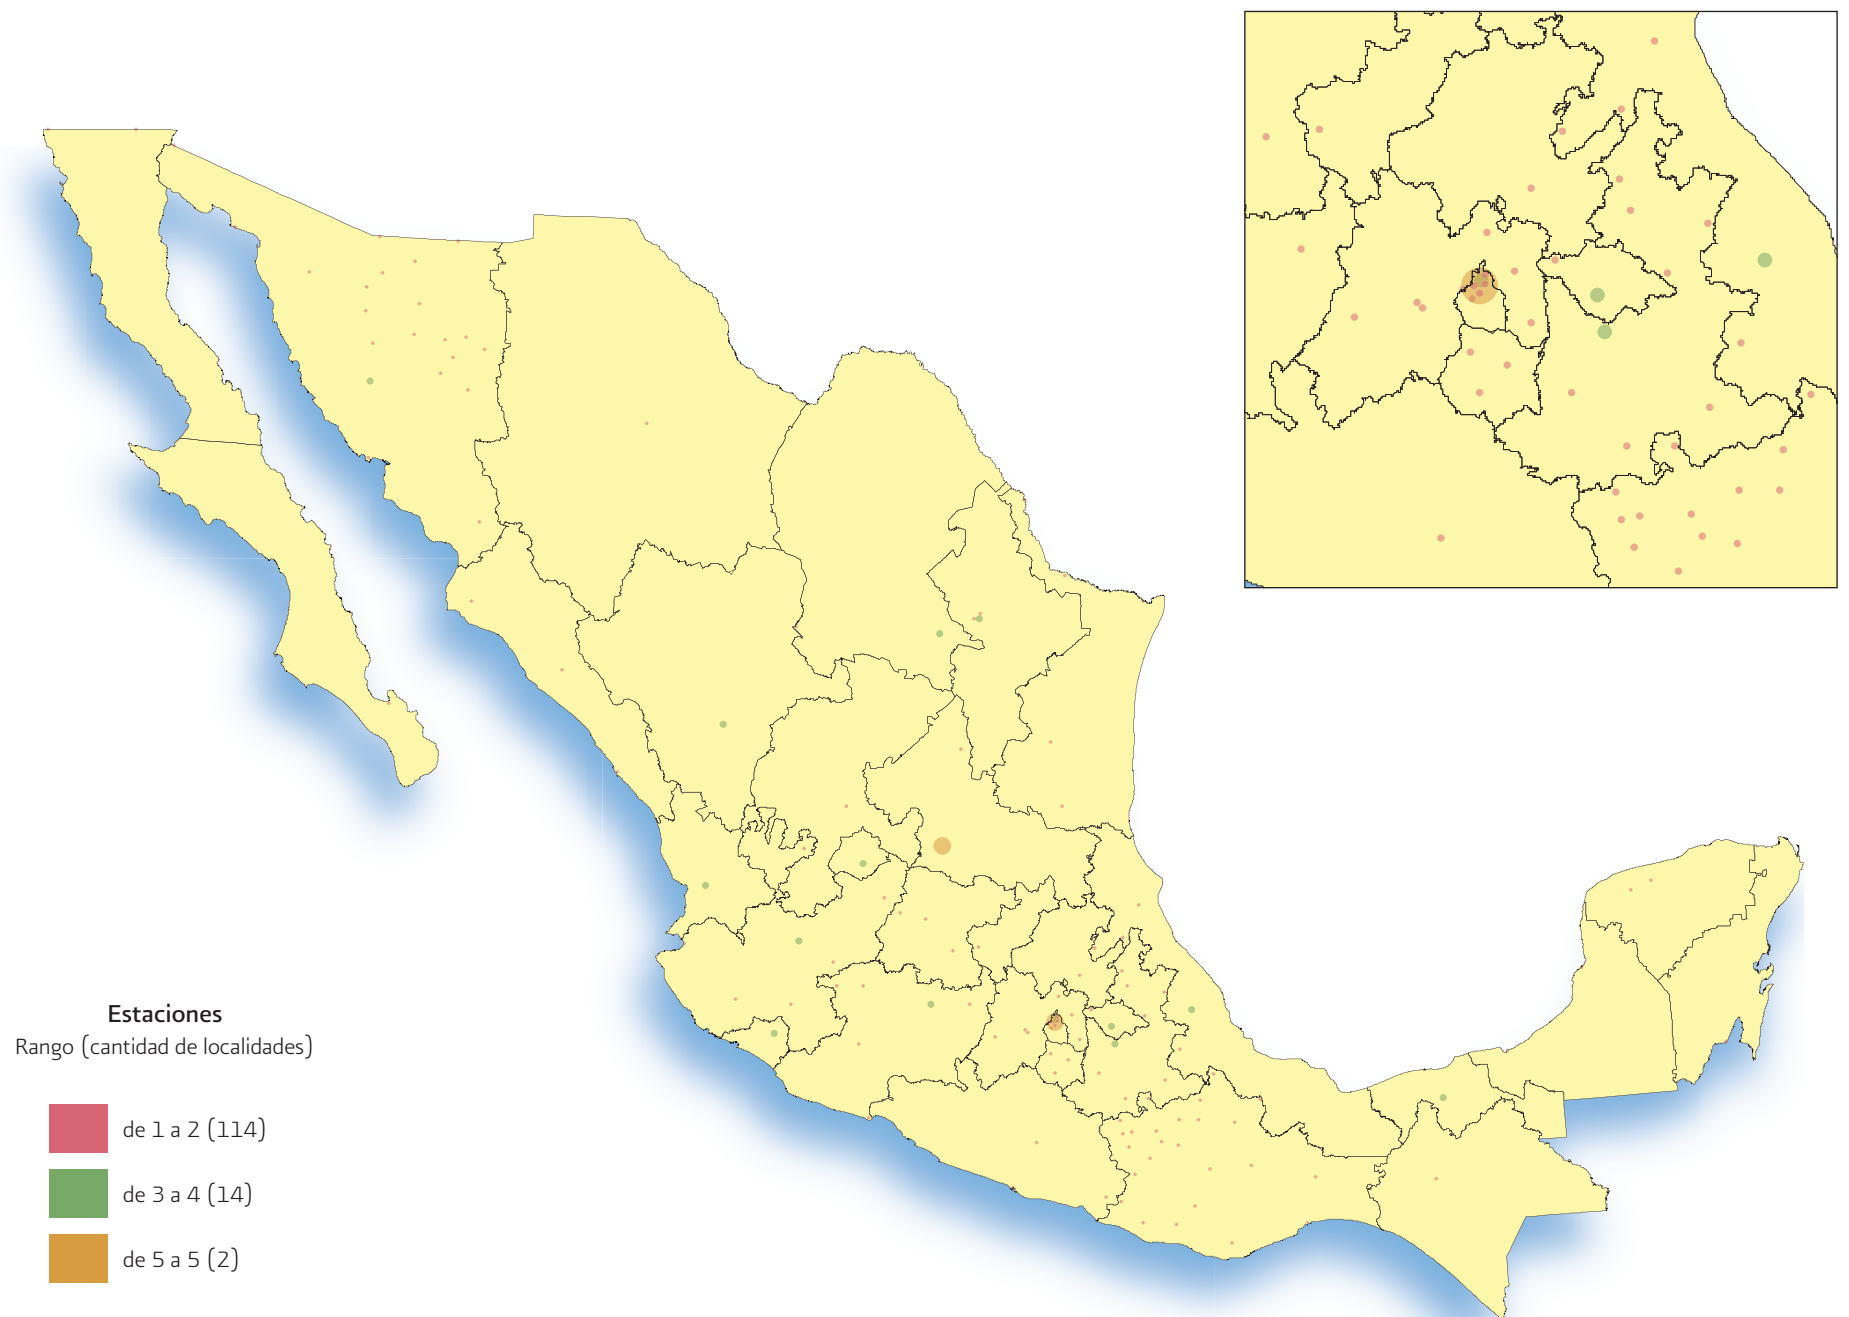 Estaciones
Rango (cantidad de localidades)
de 1 a 2 (114)
de 3 a 4 (14)
de 5 a 5 (2)